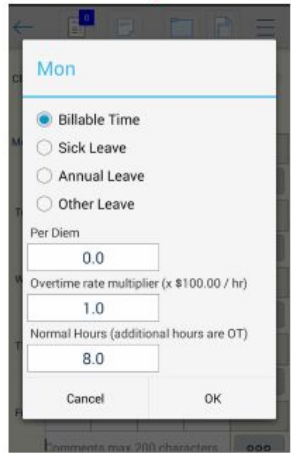 0
Mon
Billable Time
Sick Leave
Annual Leave
Other Leave
Per Diem
0.0
Overtime rate multiplier (x $100.00 / hr)
1.0
Normal Hours (additional hours are OT)
8.0
Cancel
OK
Comments max 200 characters